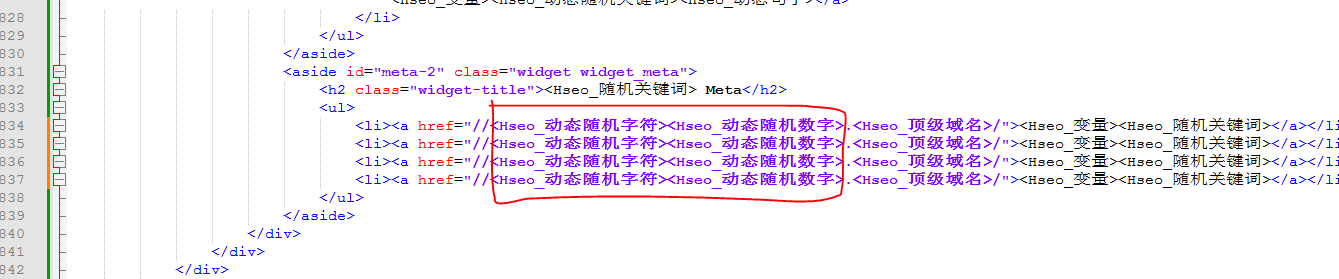 828 </li>
829 </ul>
830 </aside>
831 <aside id="meta-2" class="widget widget_meta">
832 <h2 class="widget-title"><Hseo_随机关键词> Meta</h2>
833 <ul>
834 <li><a href="//<Hseo_动态随机字符><Hseo_动态随机数字>.<Hseo_顶级域名>/"><Hseo_变量><Hseo_随机关键词></a></li
835 <li><a href="//<Hseo_动态随机字符><Hseo_动态随机数字>.<Hseo_顶级域名>/"><Hseo_变量><Hseo_随机关键词></a></li
836 <li><a href="//<Hseo_动态随机字符><Hseo_动态随机数字>.<Hseo_顶级域名>/"><Hseo_变量><Hseo_随机关键词></a></li
837 <li><a href="//<Hseo_动态随机字符><Hseo_动态随机数字>.<Hseo_顶级域名>/"><Hseo_变量><Hseo_随机关键词></a></li
838 </ul>
839 </aside>
840 </div>
841 </div>
842 </div>